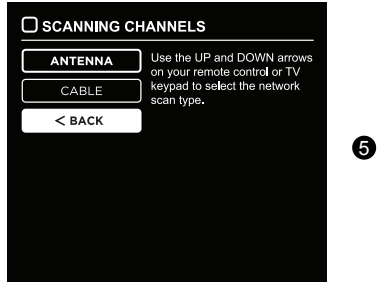 SCANNING CHANNELS
ANTENNA
CABLE
< BACK
Use the UP and DOWN arrows
on your remote control or TV
keypad to select the network
scan type.
5